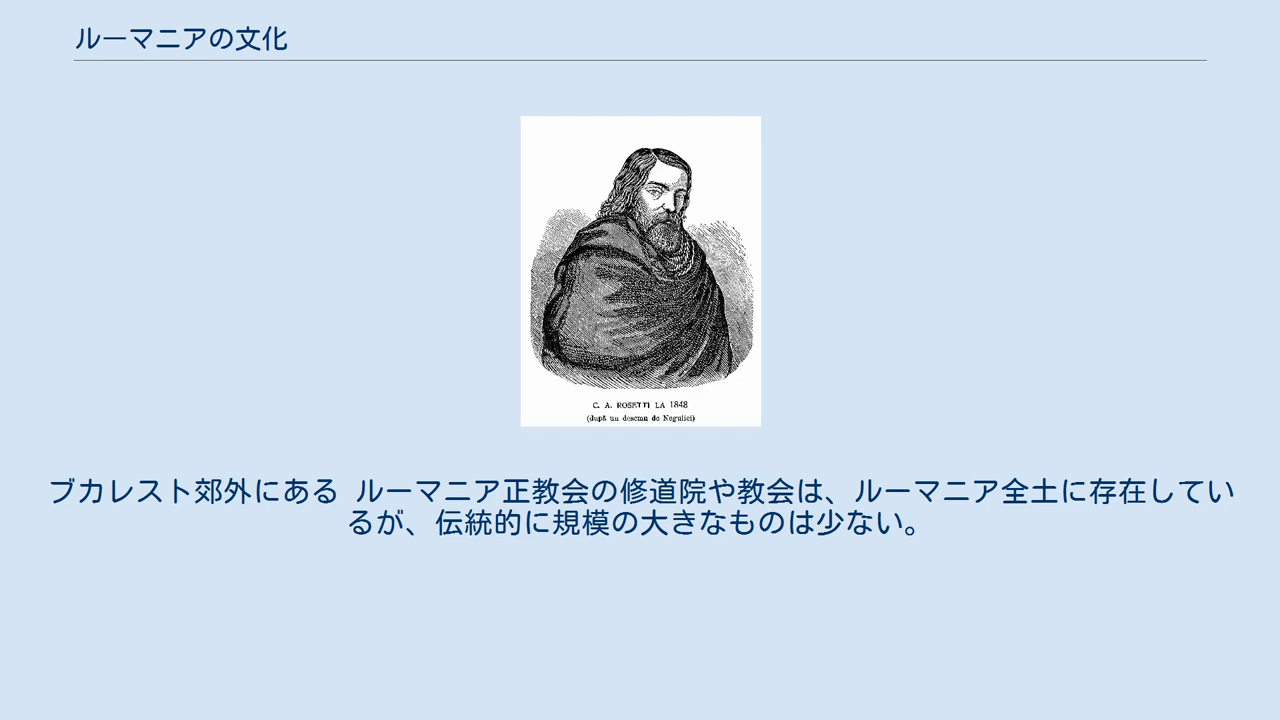 ルーマニアの文化
C. A. ROSETTI LA 1848
(după un desemn de Negulici)
ブカレスト郊外にある ルーマニア正教会の修道院や教会は、ルーマニア全土に存在してい
るが、伝統的に規模の大きなものは少ない。